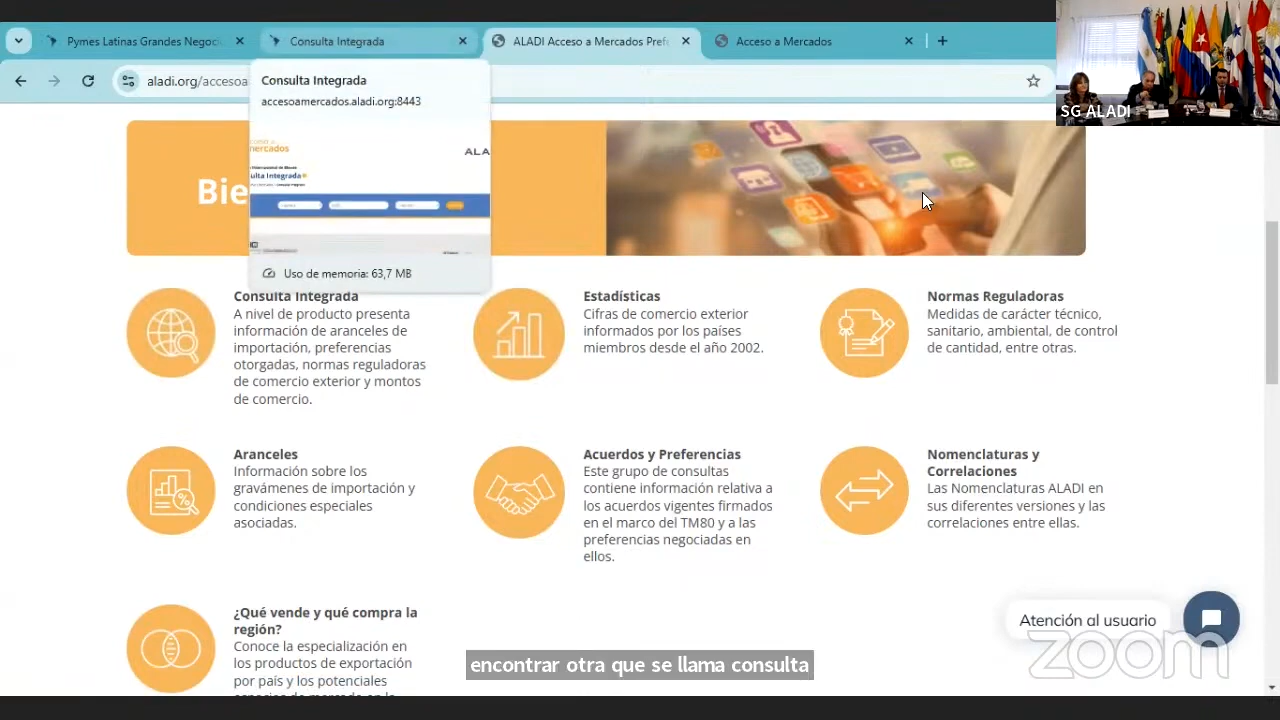 Pymes Latinas Grandes Nego
Consulta Integrada
ALADI Acceso a Mercados Pref
Acceso a Mercados
aladi.org/acceso
Consulta Integrada
accesoamercados.aladi.org:8443
SG ALADI
mercados
ALA
Consulta Integrada
Bie
Uso de memoria: 63,7 MB
Consulta Integrada
A nivel de producto presenta
información de aranceles de
importación, preferencias
otorgadas, normas reguladoras
de comercio exterior y montos
de comercio.
Estadísticas
Cifras de comercio exterior
informados por los países
miembros desde el año 2002.
Normas Reguladoras
Medidas de carácter técnico,
sanitario, ambiental, de control
de cantidad, entre otras.
Aranceles
Información sobre los
gravámenes de importación y
condiciones especiales
asociadas.
Acuerdos y Preferencias
Este grupo de consultas
contiene información relativa a
los acuerdos vigentes firmados
en el marco del TM80 y a las
preferencias negociadas en
ellos.
Nomenclaturas y
Correlaciones
Las Nomenclaturas ALADI en
sus diferentes versiones y las
correlaciones entre ellas.
¿Qué vende y qué compra la
región?
Conoce la especialización en
los productos de exportación
por país y los potenciales
Atención al usuario
zoom
encontrar otra que se llama consulta